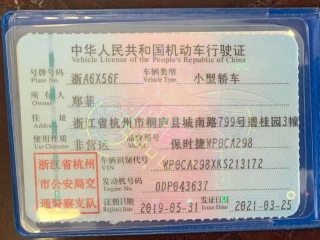 中华人民共和国机动车行驶证
Vehicle License of the People's Republic of China
号牌号码 浙A6X56F 车辆类型 小型轿车
Plate No. Vehicle Type
所有人 郑菲
Owner
住址 浙江省杭州市桐庐县城南路799号碧桂园3幢
Address
使用性质 非营运 品牌型号 保时捷WP0CA298
Use Character Model
浙江省杭州市公安局交通警察支队
车辆识别代号 WP0CA298XKS213172
VIN
发动机号码 DDP043637
Engine No.
注册日期 2019-05-31 发证日期 2021-03-25
Register Date Issue Date